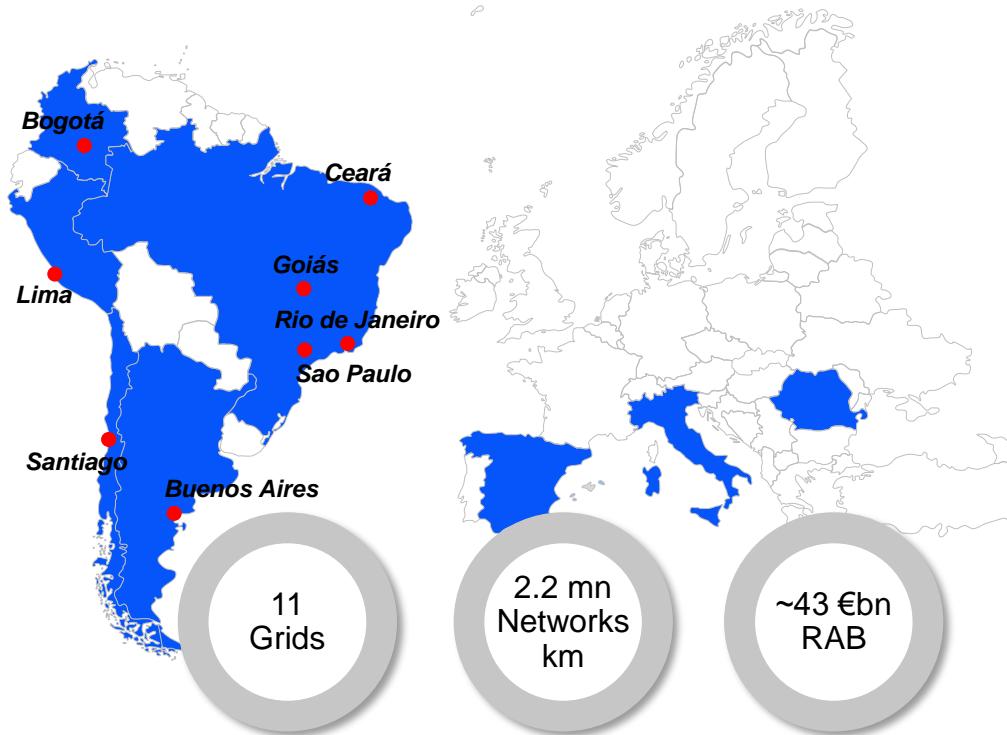 Bogotá
Ceará
Lima
Goiás
Rio de Janeiro
Sao Paulo
Santiago
Buenos Aires
11
Grids
2.2 mn
Networks
km
~43 €bn
RAB